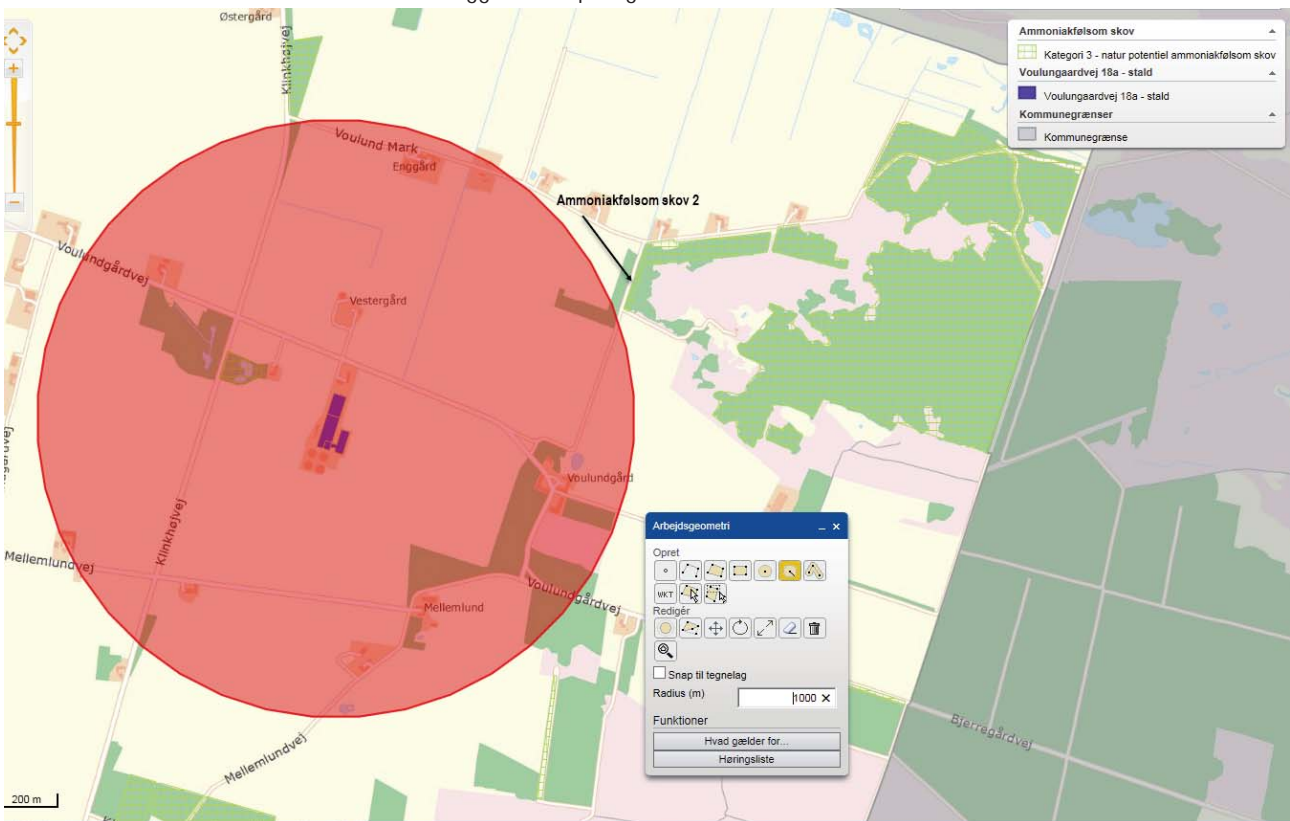 Østergård
Klinkhøjvej
Voulund Mark
Enggård
Ammoniakfølsom skov 2
Voulundgårdvej
Vestergård
Voulundgård
Klinkhøjvej
Mellemlundvej
Voulundgårdvej
Mellemlund
Mellemlundvej
Bjerregårdvej
200 m
Ammoniakfølsom skov
Kategori 3 - natur potentiel ammoniakfølsom skov
Voulungaardvej 18a - stald
Voulungaardvej 18a - stald
Kommunegrænser
Kommunegrænse
Arbejdsgeometri
Opret
WKT
Redigér
Snap til tegnelag
Radius (m)
1000
Funktioner
Hvad gælder for...
Høringsliste